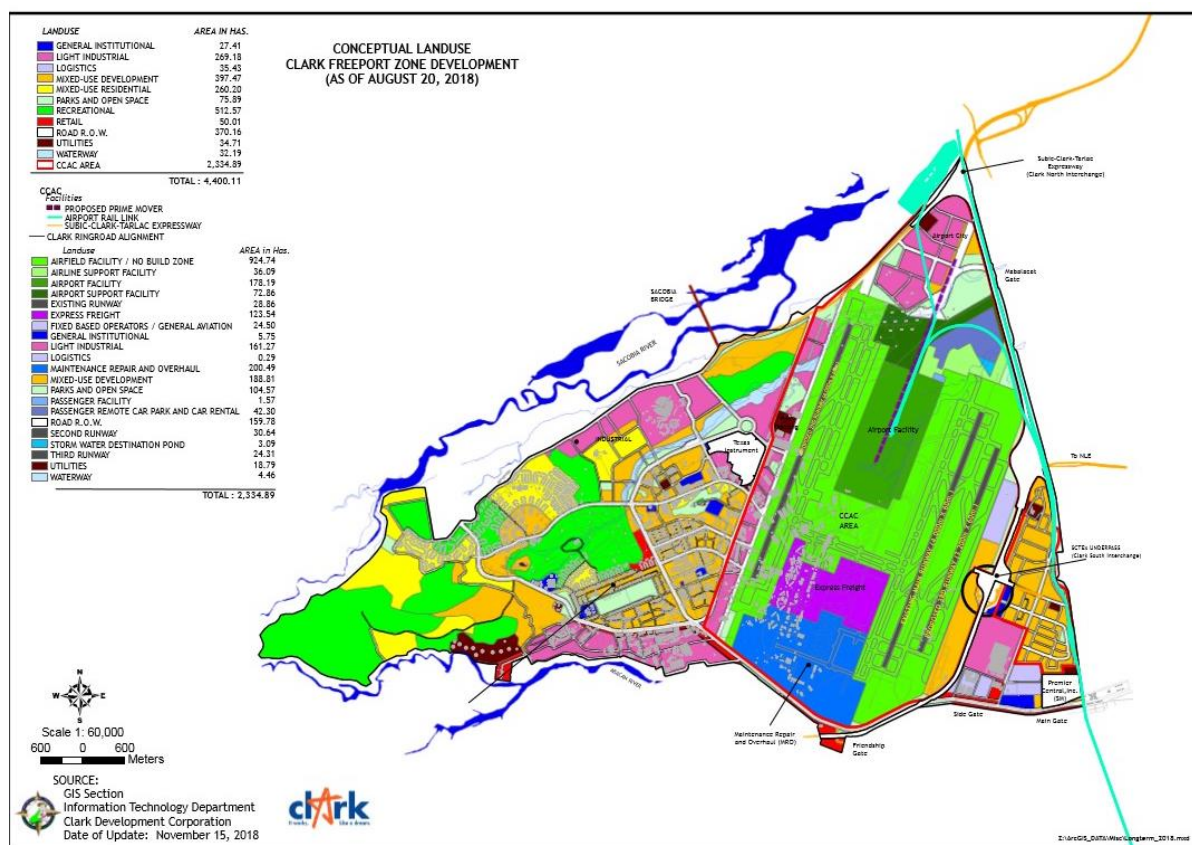 CONCEPTUAL LANDUSE
CLARK FREEPORT ZONE DEVELOPMENT
(AS OF AUGUST 20, 2018)
LANDUSE AREA IN HAS.
GENERAL INSTITUTIONAL 27.41
LIGHT INDUSTRIAL 269.18
LOGISTICS 35.43
MIXED-USE DEVELOPMENT 397.47
MIXED-USE RESIDENTIAL 260.20
PARKS AND OPEN SPACE 75.89
RECREATIONAL 512.57
RETAIL 50.01
ROAD R.O.W. 370.16
UTILITIES 34.71
WATERWAY 32.19
CCAC AREA 2,334.89
TOTAL : 4,400.11
CCAC
Facilities
PROPOSED PRIME MOVER
AIRPORT RAIL LINK
SUBIC-CLARK-TARLAC EXPRESSWAY
CLARK RINGROAD ALIGNMENT
Landuse AREA in Has.
AIRFIELD FACILITY / NO BUILD ZONE 924.74
AIRLINE SUPPORT FACILITY 36.09
AIRPORT FACILITY 178.19
AIRPORT SUPPORT FACILITY 72.86
EXISTING RUNWAY 28.86
EXPRESS FREIGHT 123.54
FIXED BASED OPERATORS / GENERAL AVIATION 24.50
GENERAL INSTITUTIONAL 5.75
LIGHT INDUSTRIAL 161.27
LOGISTICS 0.29
MAINTENANCE REPAIR AND OVERHAUL 200.49
MIXED-USE DEVELOPMENT 188.81
PARKS AND OPEN SPACE 104.57
PASSENGER FACILITY 1.57
PASSENGER REMOTE CAR PARK AND CAR RENTAL 42.30
ROAD R.O.W. 159.78
SECOND RUNWAY 30.64
STORM WATER DESTINATION POND 3.09
THIRD RUNWAY 24.31
UTILITIES 18.79
WATERWAY 4.46
TOTAL : 2,334.89
Subic-Clark-Tarlac
Expressway
(Clark North Interchange)
Airport City
Mabalacat
Gate
SACOBIA
BRIDGE
SACOBIA RIVER
INDUSTRIAL
Texas
Instrument
Airport Facility
To NLE
CCAC
AREA
SCTEx UNDERPASS
(Clark South Interchange)
Express Freight
ABACAN RIVER
Premier
Central,Inc.
(SM)
Side Gate
Main Gate
Maintenance Repair
and Overhaul (MRO)
Friendship
Gate
N
W E
S
Scale 1: 60,000
600 0 600
Meters
SOURCE:
GIS Section
Information Technology Department
Clark Development Corporation
Date of Update: November 15, 2018
clark
Z:\ArcGIS_DATA\Misc\Longterm_2018.mxd